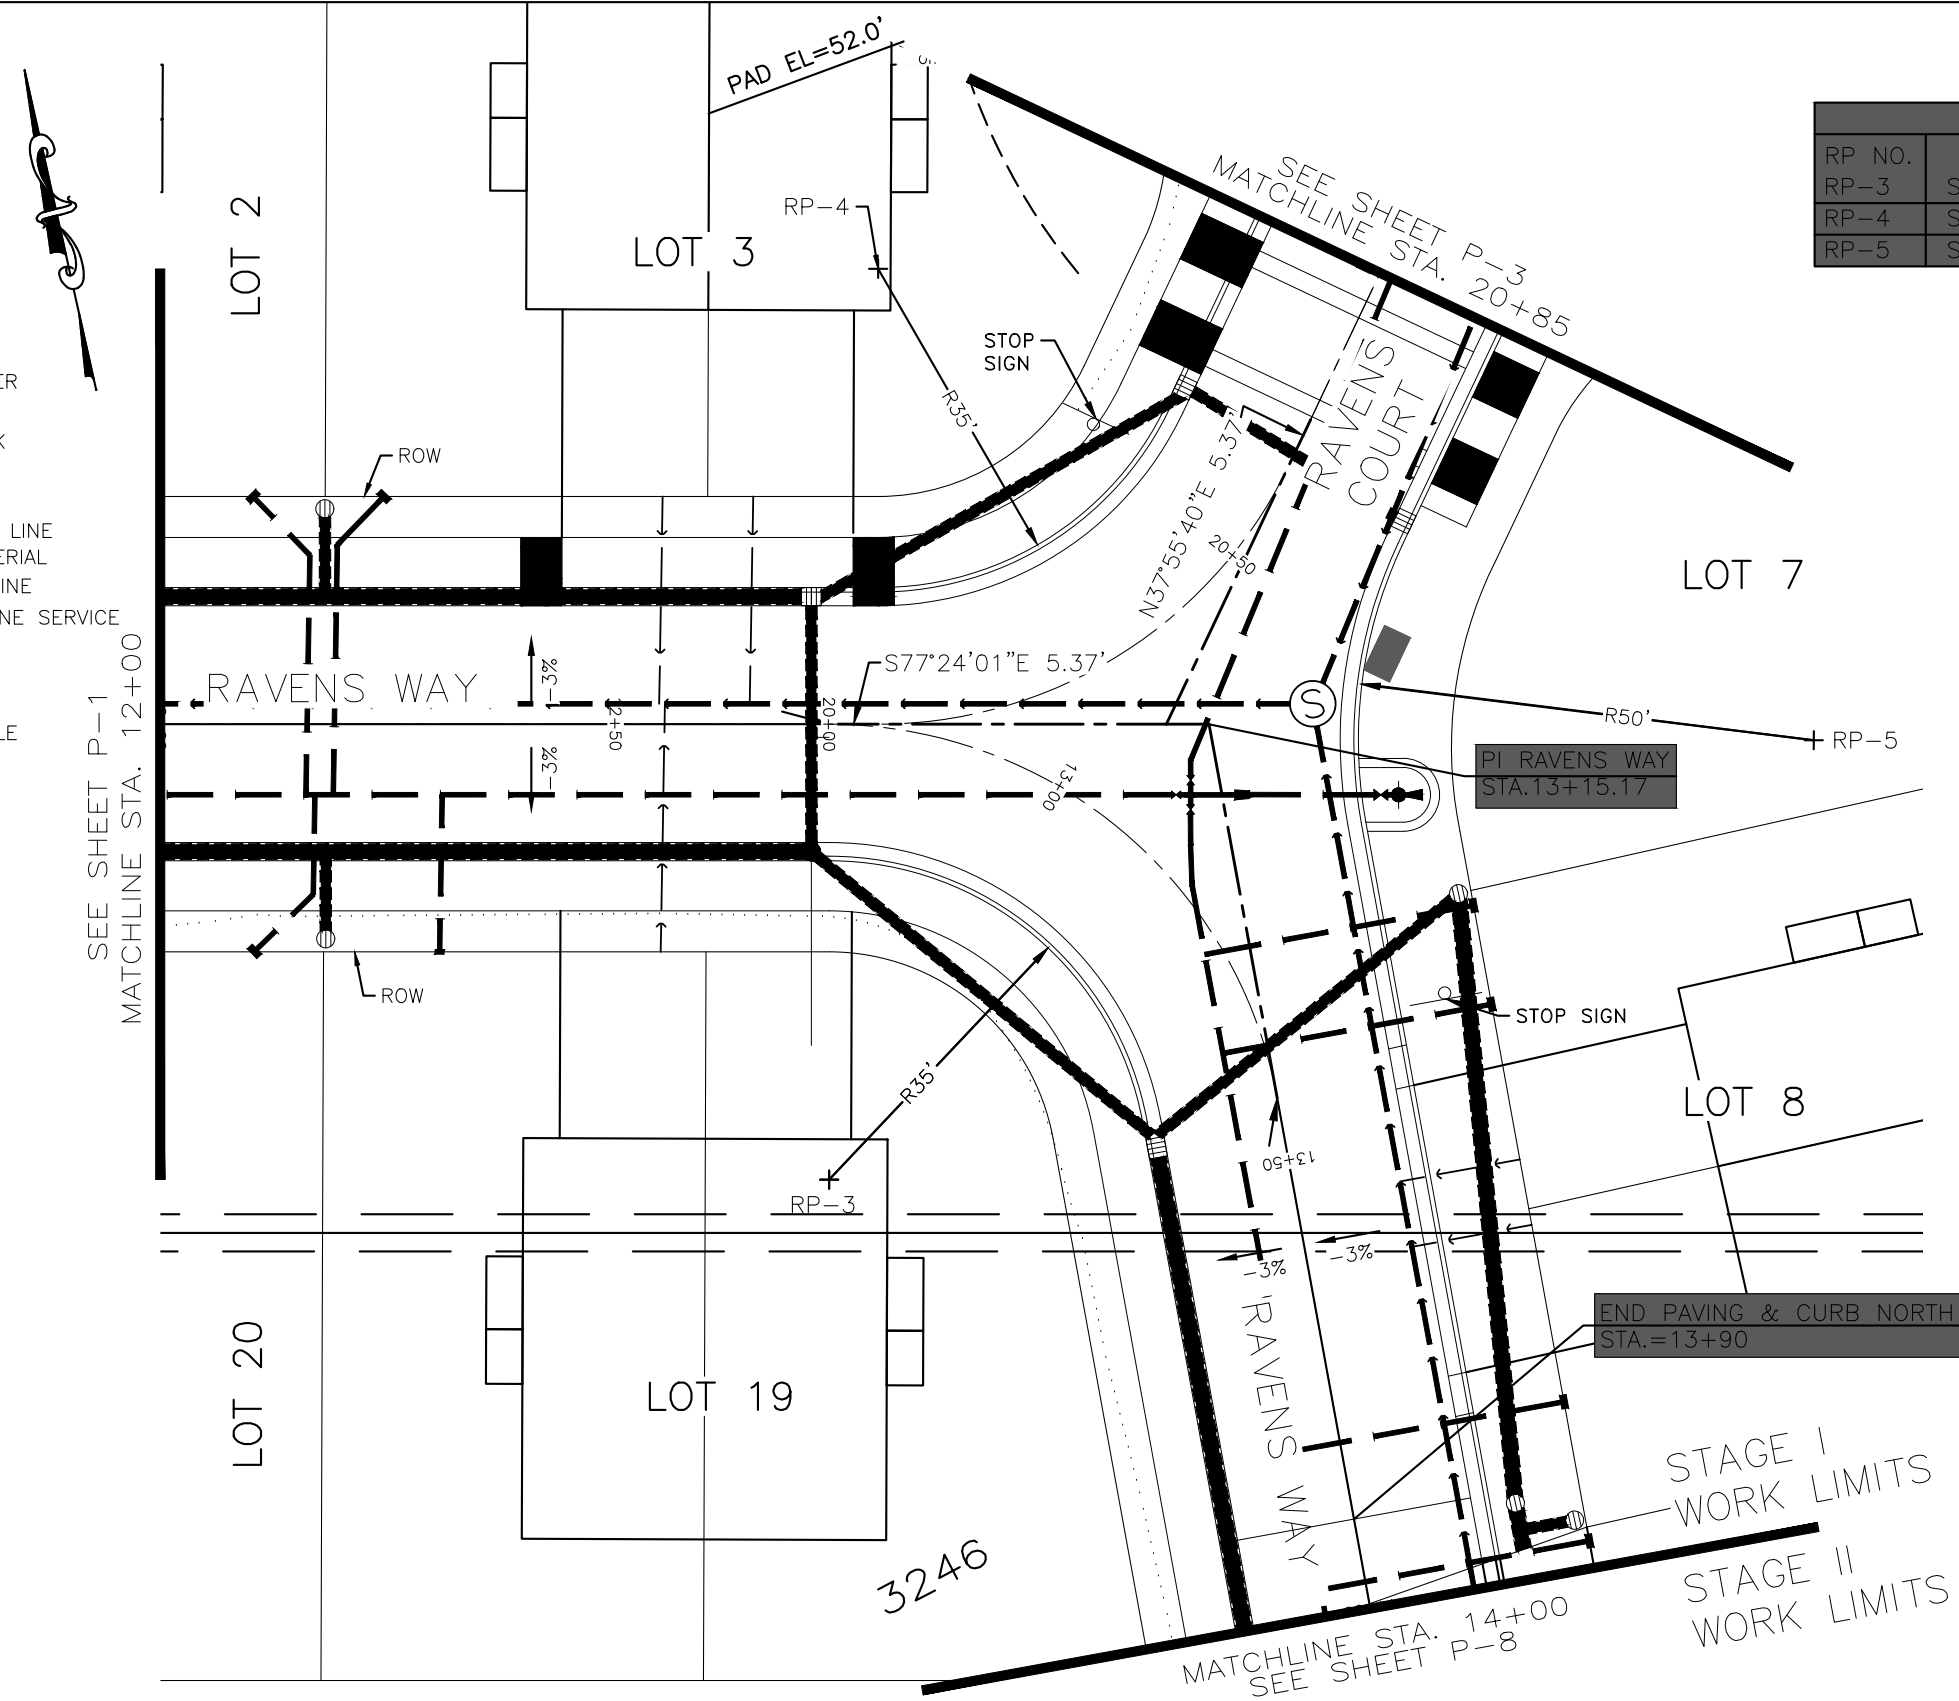 PAD EL=52.0'
5'
RP NO.
RP-3 S
RP-4 S
RP-5 S
LOT 2
LOT 3
RP-4
SEE SHEET P-3
MATCHLINE STA. 20+85
STOP
SIGN
R35'
RAVENS
COURT
ER
K
ROW
LINE
ERIAL
INE
NE SERVICE
LE
N37°55'40"E 5.37'
20+50
LOT 7
SEE SHEET P-1
MATCHLINE STA. 12+00
RAVENS WAY
-3%
-3%
12+50
20+00
S77°24'01"E 5.37'
S
R50'
RP-5
PI RAVENS WAY
STA.13+15.17
13+00
ROW
STOP SIGN
R35'
LOT 8
13+50
RP-3
-3%
-3%
END PAVING & CURB NORTH
STA.=13+90
LOT 20
LOT 19
RAVENS WAY
3246
STAGE I
WORK LIMITS
STAGE II
WORK LIMITS
MATCHLINE STA. 14+00
SEE SHEET P-8